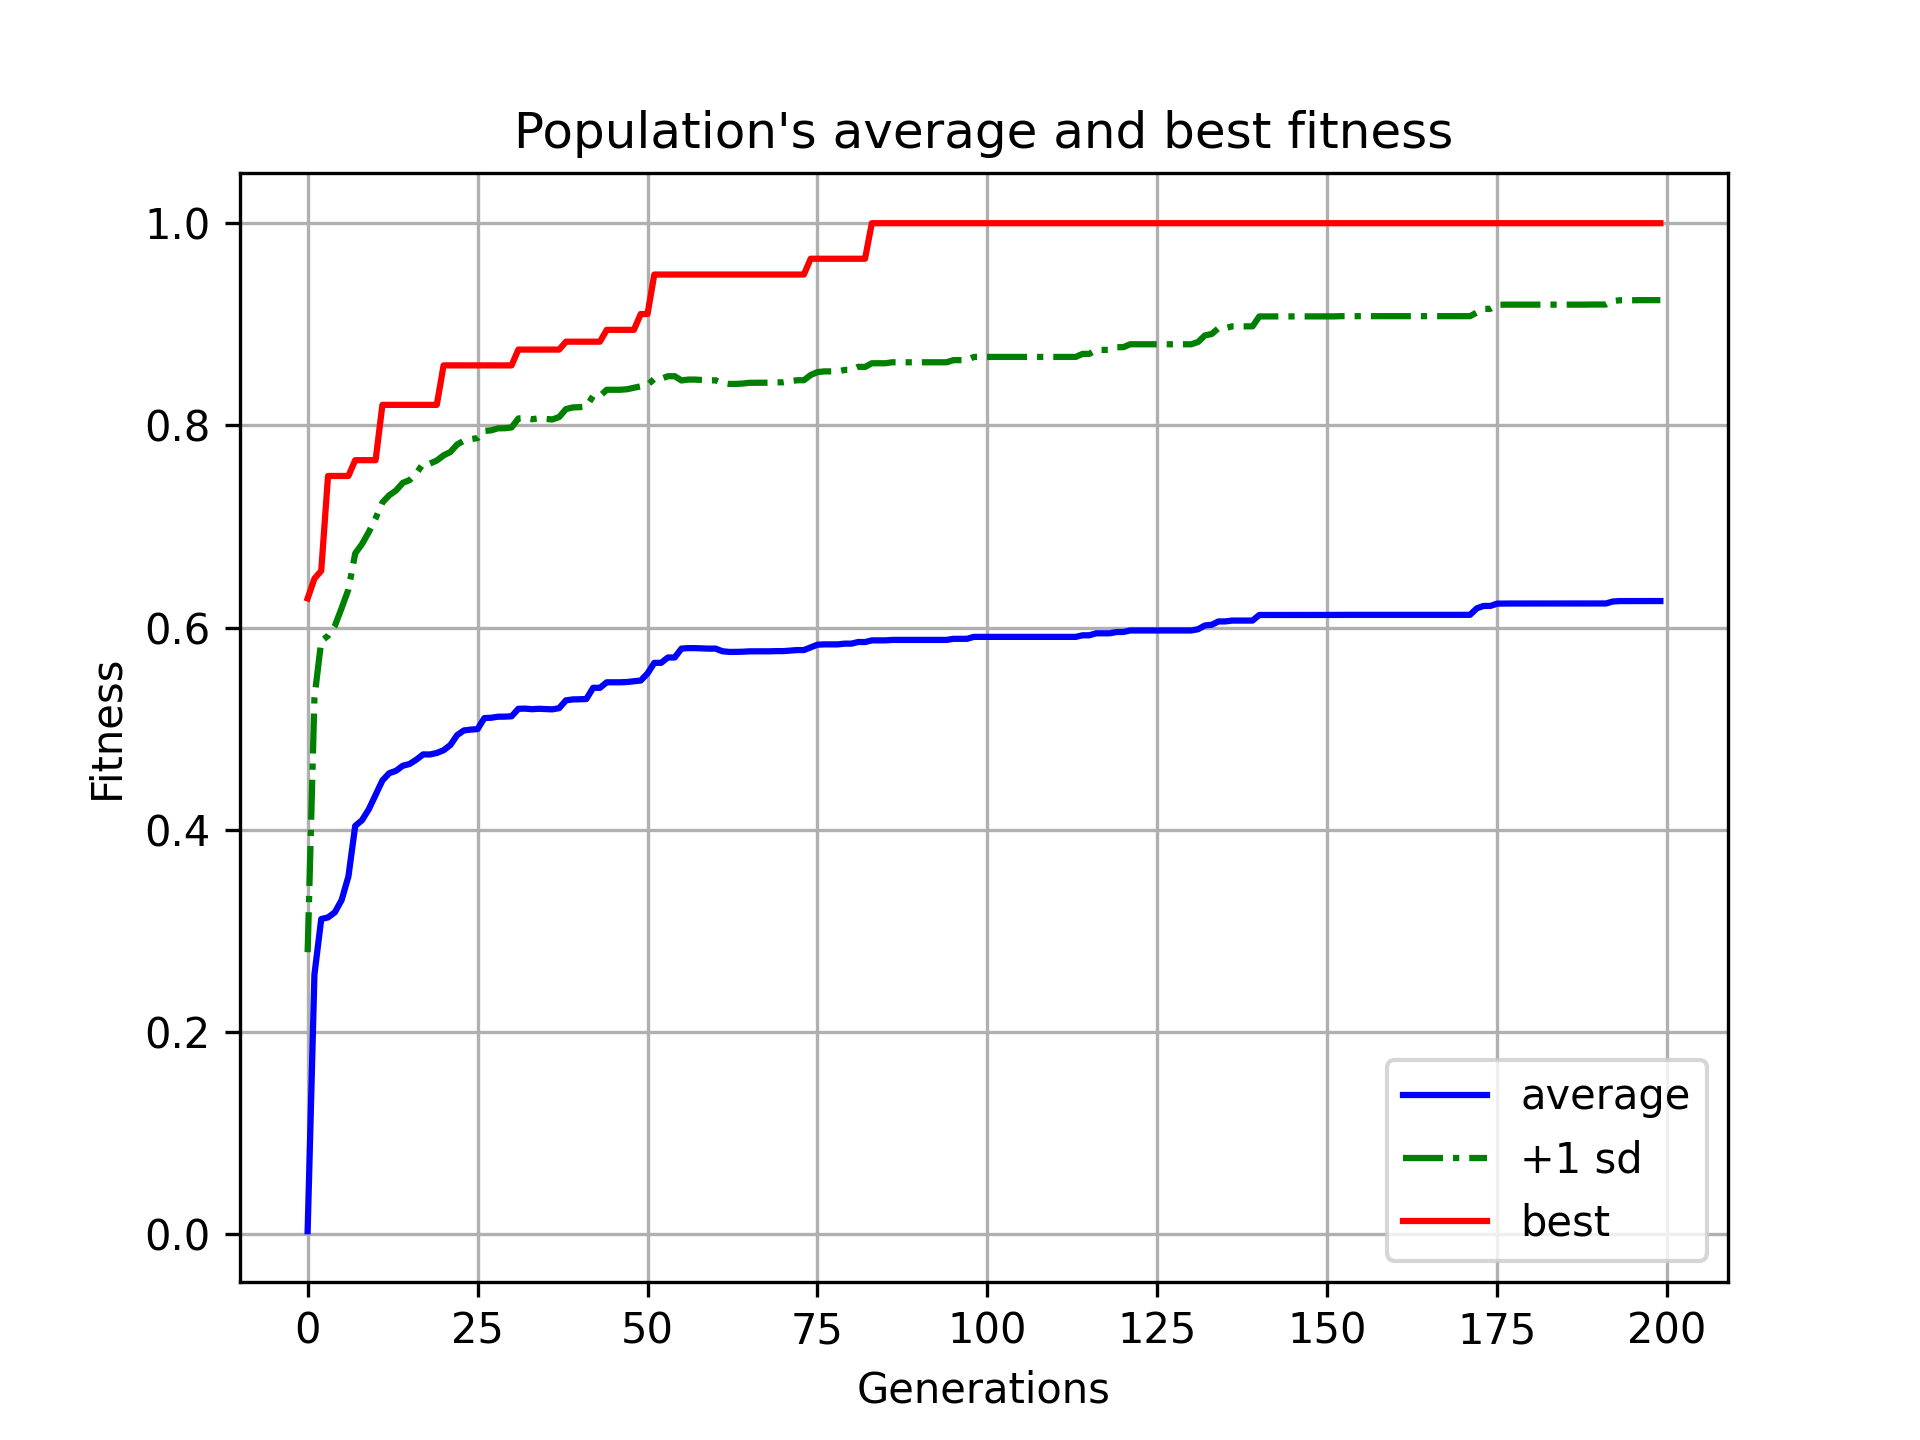 Population's average and best fitness
Fitness
1.0
0.8
0.6
0.4
0.2
0.0
0 25 50 75 100 125 150 175 200
Generations
average
+1 sd
best